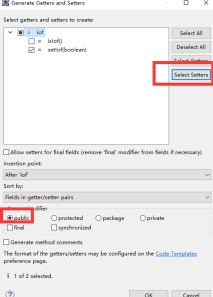 Generate Getters and Setters
Select getters and setters to create:
iof
isIof()
setIof(boolean)
Select All
Deselect All
Select Getters
Select Setters
Allow setters for final fields (remove 'final' modifier from fields if necessary)
Insertion point:
After 'iof'
Sort by:
Fields in getter/setter pairs
modifier
public protected package private
final synchronized
Generate method comments
The format of the getters/setters may be configured on the Code Templates
preference page.
1 of 2 selected.
OK Cancel